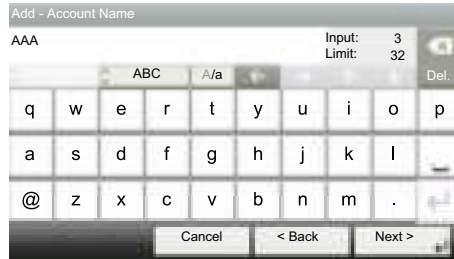 Add - Account Name
AAA
Input: 3
Limit: 32
Del.
ABC A/a
q w e r t y u i o p
a s d f g h j k l _
@ z x c v b n m .
Cancel < Back Next >